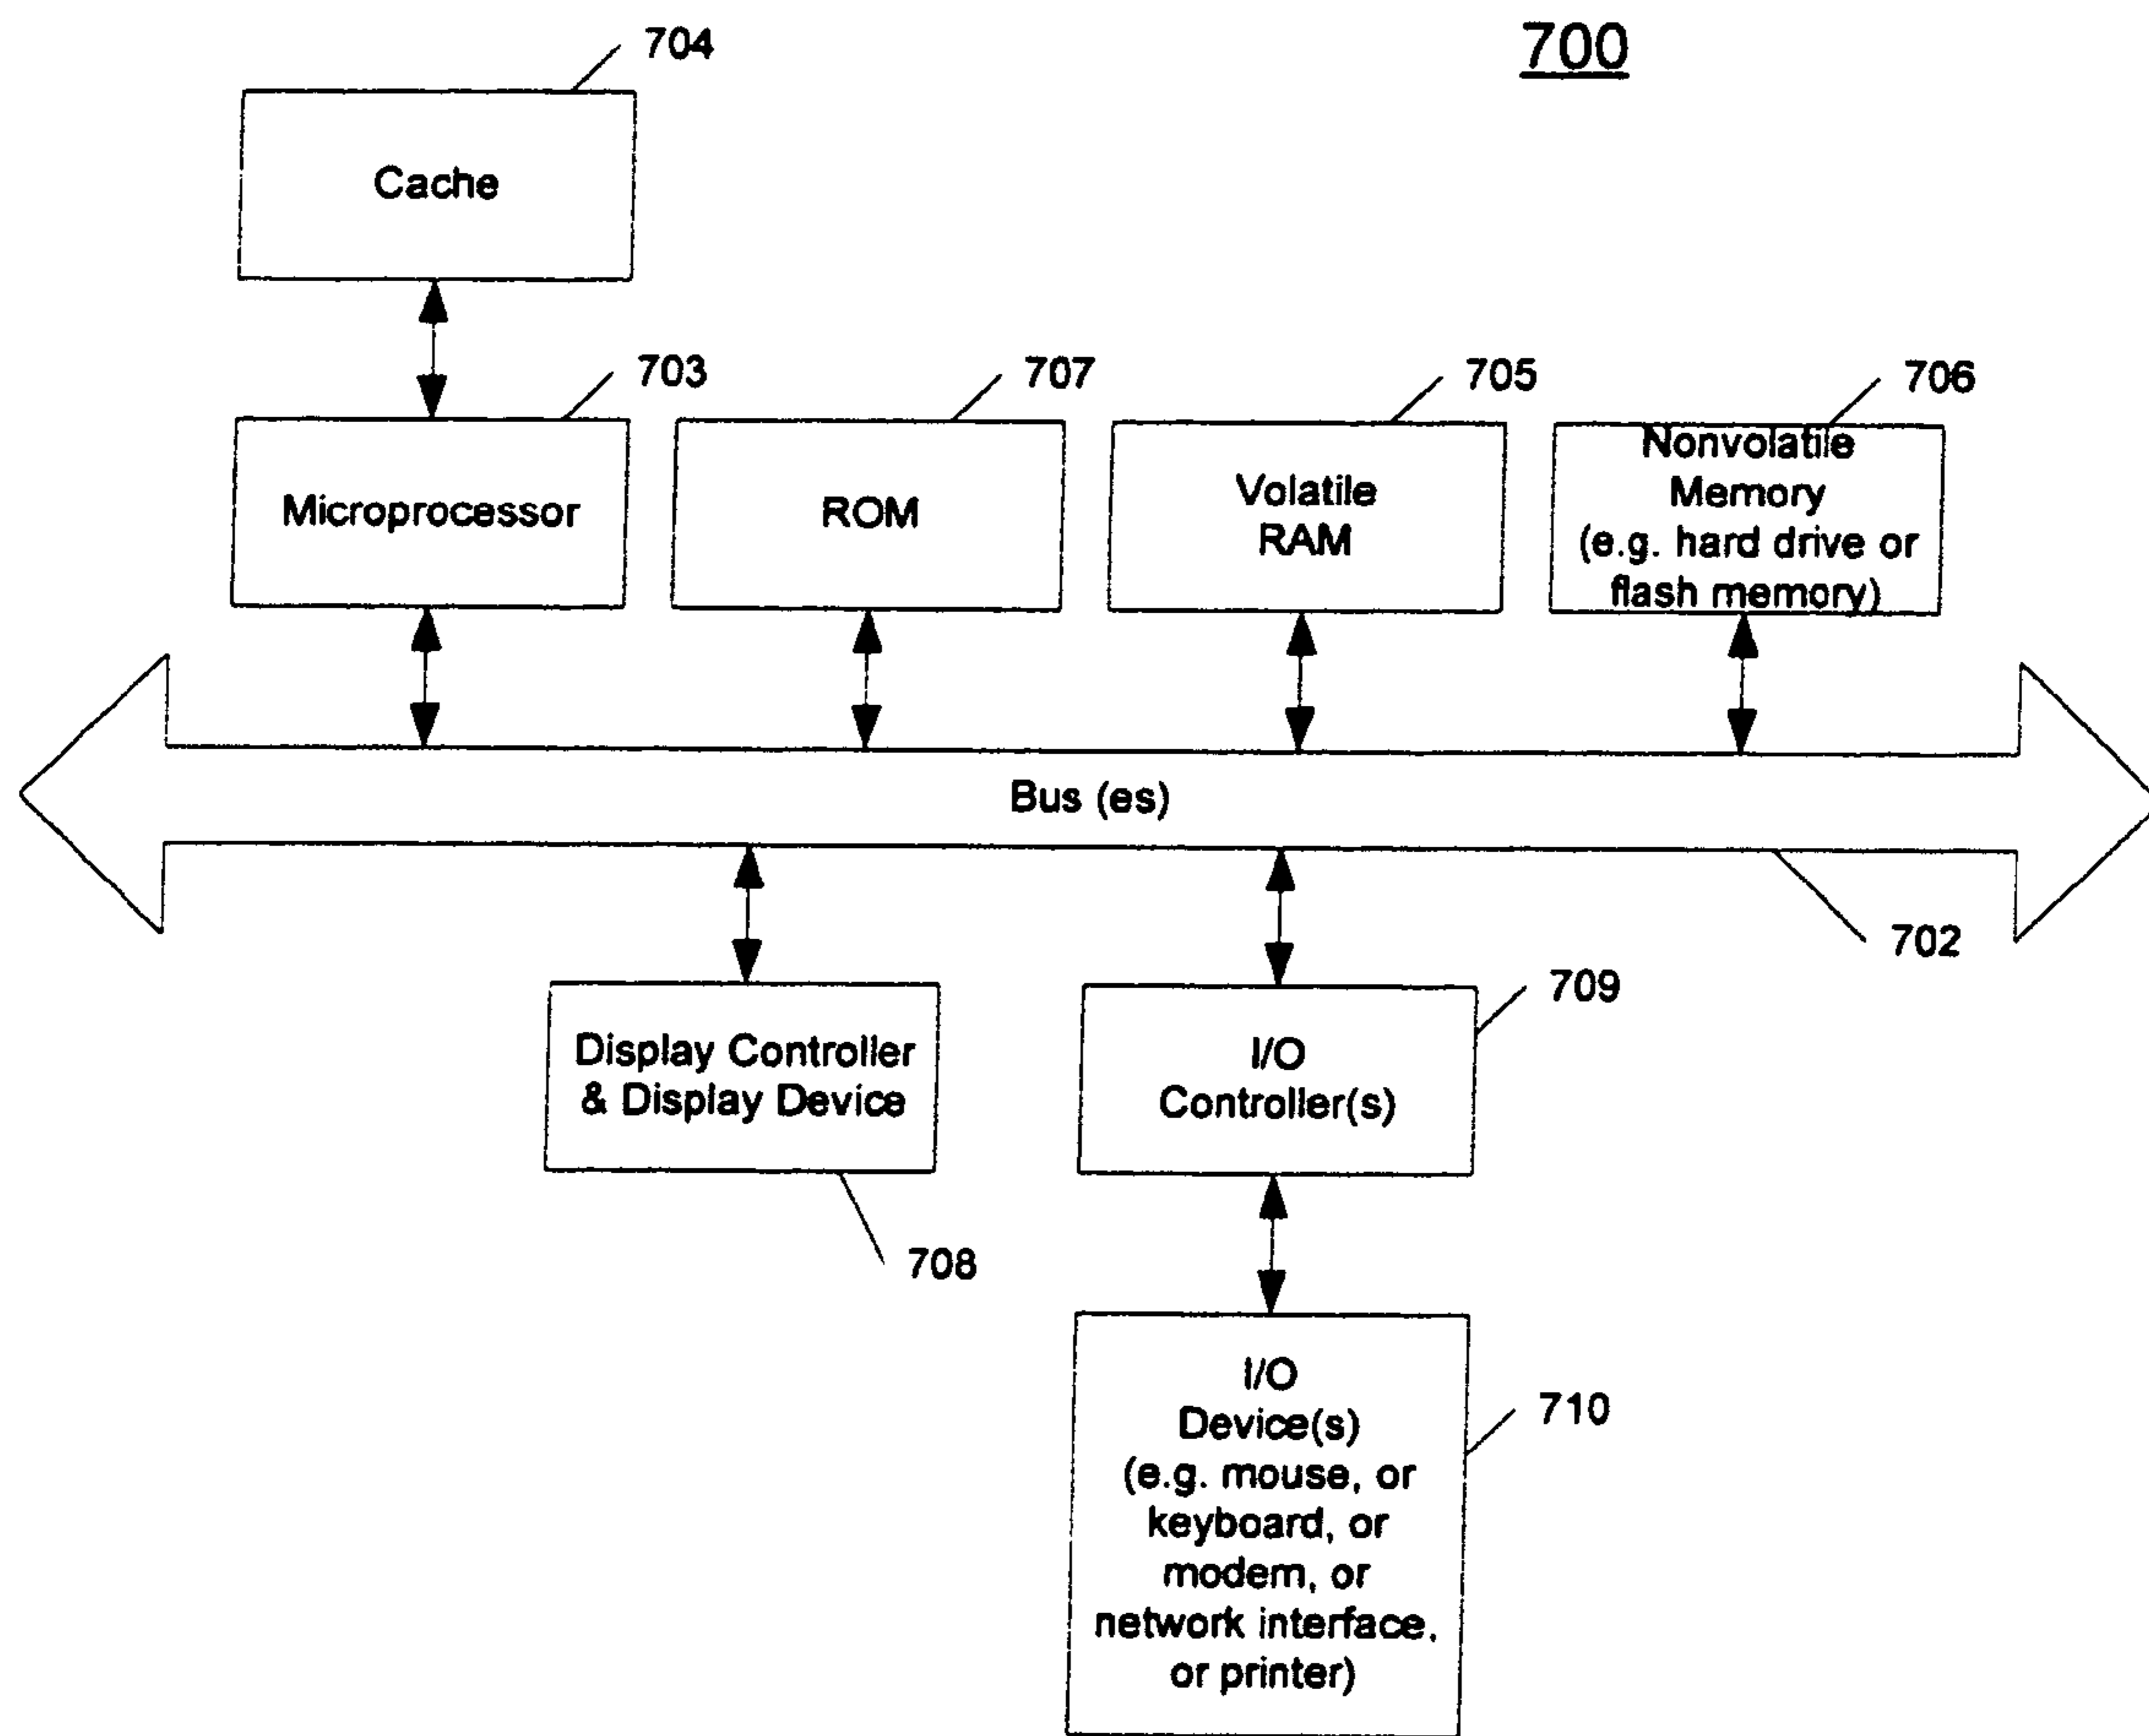 700
704
Cache
703
707
705
706
Microprocessor
ROM
Volatile
RAM
Nonvolatile
Memory
(e.g. hard drive or
flash memory)
Bus (es)
702
Display Controller
& Display Device
708
709
I/O
Controller(s)
710
I/O
Device(s)
(e.g. mouse, or
keyboard, or
modem, or
network interface,
or printer)